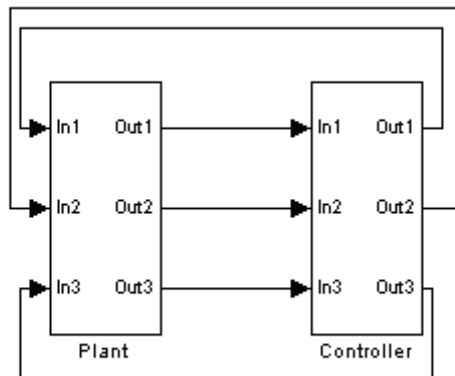 In1 Out1 In1 Out1
In2 Out2 In2 Out2
In3 Out3 In3 Out3
Plant Controller